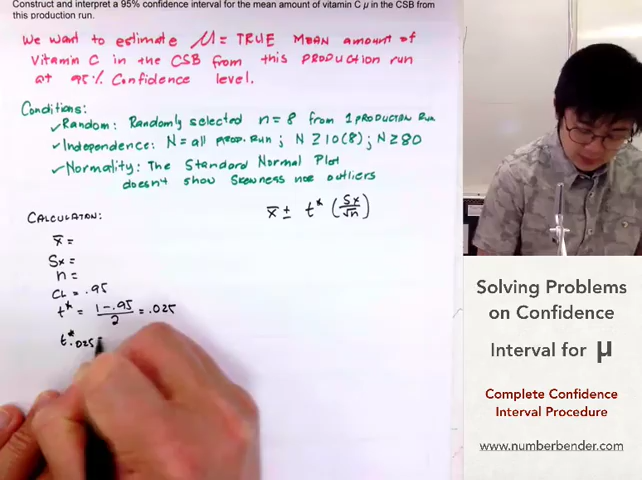 Construct and interpret a 95% confidence interval for the mean amount of vitamin C μ in the CSB from
this production run.
We want to estimate μ = TRUE MEAN amount of
Vitamin C in the CSB from this PRODUCTION run
at 95% Confidence level.
Conditions:
✓Random: Randomly selected n=8 from 1 PRODUCTION RUN
✓Independence: N = all PROD. RUN ; N ≥ 10(8) ; N ≥ 80
✓Normality: The Standard Normal Plot
doesn't show Skewness nor outliers
x̄ ± t* (Sx/√n)
CALCULATION:
x̄ =
Sx =
n =
CL = .95
t* = 1-.95/2 = .025
t*.025 =
Solving Problems
on Confidence
Interval for μ
Complete Confidence
Interval Procedure
www.numberbender.com